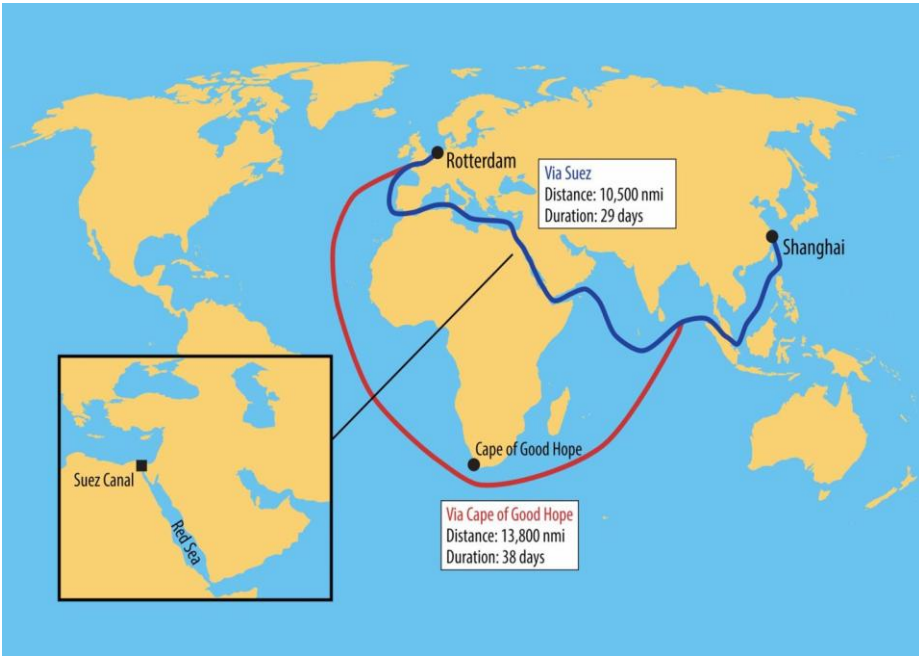 Rotterdam
Via Suez
Distance: 10,500 nmi
Duration: 29 days
Shanghai
Cape of Good Hope
Suez Canal
Red Sea
Via Cape of Good Hope
Distance: 13,800 nmi
Duration: 38 days